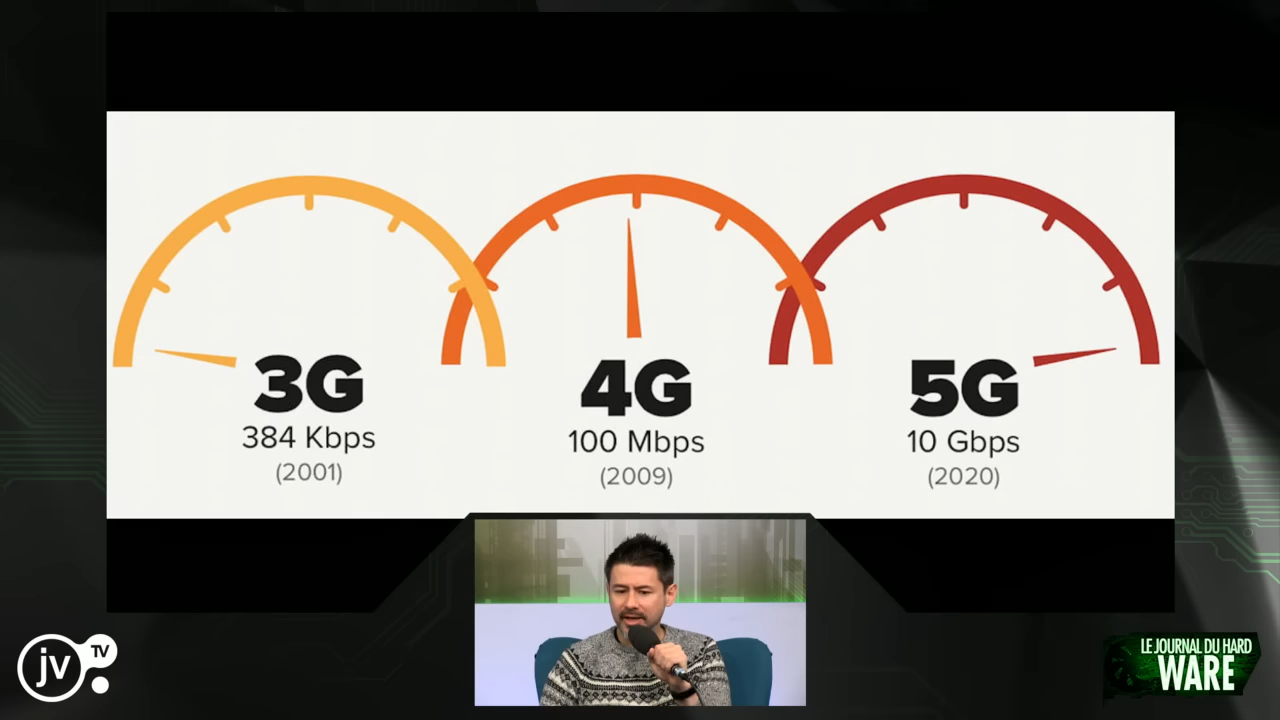 3G
384 Kbps
(2001)
4G
100 Mbps
(2009)
5G
10 Gbps
(2020)
jv TV
LE JOURNAL DU HARD
WARE